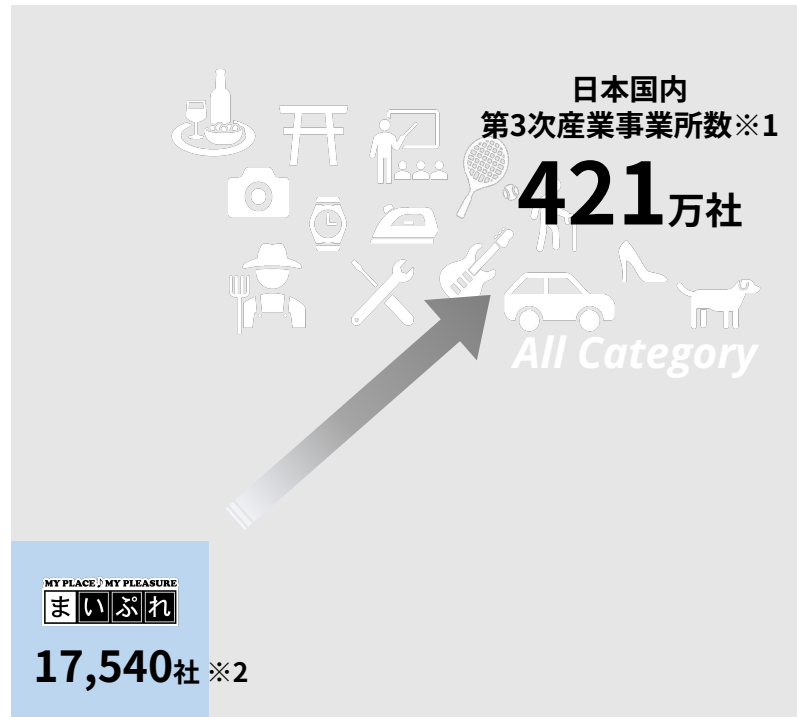 日本国内
第3次産業事業所数※1
421万社
All Category
MY PLACE♪MY PLEASURE
まいぷれ
17,540社 ※2